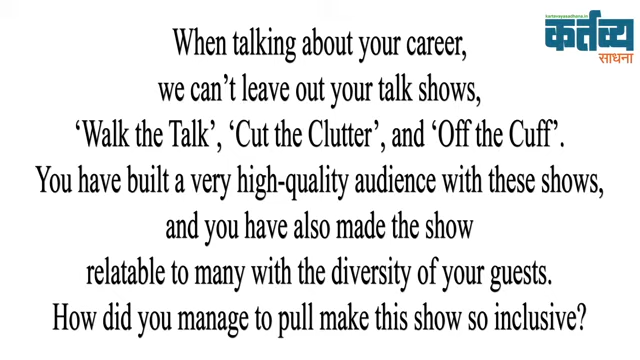 kartavyasadhana.in
कर्तव्य
साधना
When talking about your career,
we can't leave out your talk shows,
‘Walk the Talk’, ‘Cut the Clutter’, and ‘Off the Cuff’.
You have built a very high-quality audience with these shows,
and you have also made the show
relatable to many with the diversity of your guests.
How did you manage to pull make this show so inclusive?